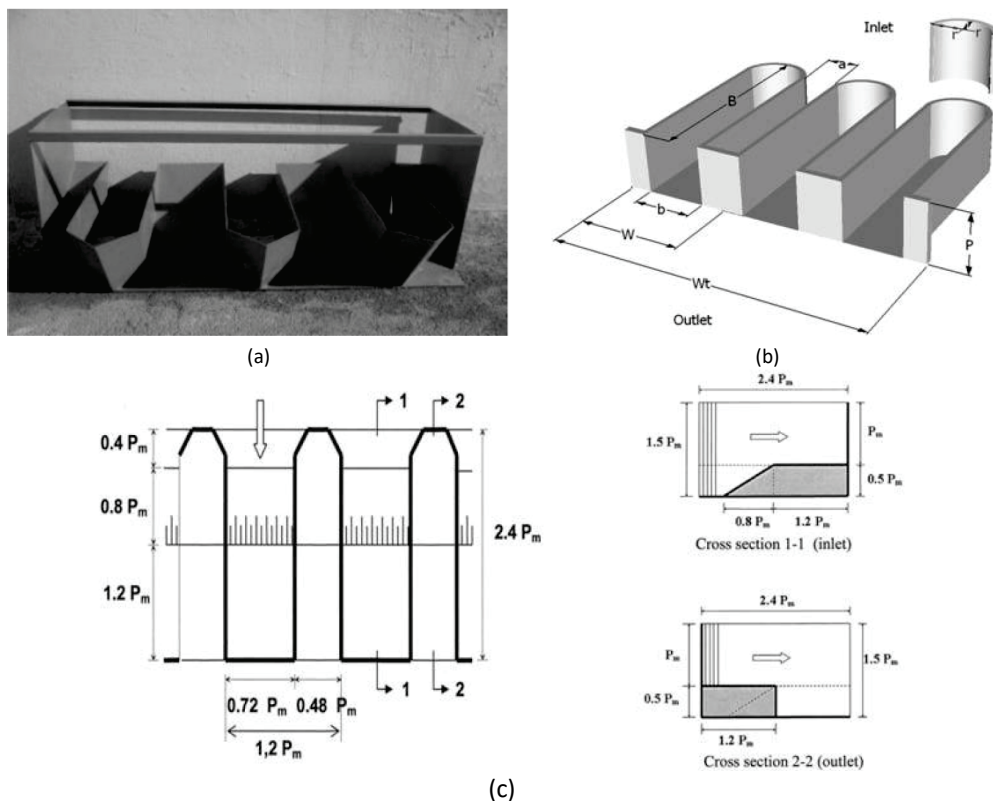 Inlet
r
r
a
B
b
W
P
Wt
Outlet
(a)
(b)
1
2
0.4 Pm
0.8 Pm
2.4 Pm
1.2 Pm
1
2
0.72 Pm 0.48 Pm
1,2 Pm
2.4 Pm
1.5 Pm
Pm
0.5 Pm
0.8 Pm 1.2 Pm
Cross section 1-1 (inlet)
2.4 Pm
Pm
1.5 Pm
0.5 Pm
1.2 Pm
Cross section 2-2 (outlet)
(c)